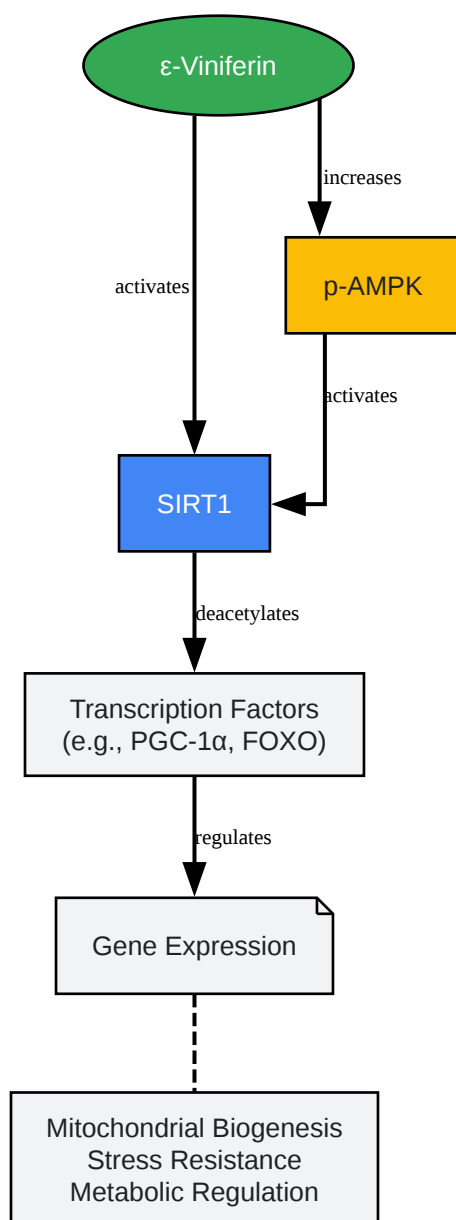 ε-Viniferin
increases
p-AMPK
activates
activates
SIRT1
deacetylates
Transcription Factors
(e.g., PGC-1α, FOXO)
regulates
Gene Expression
Mitochondrial Biogenesis
Stress Resistance
Metabolic Regulation